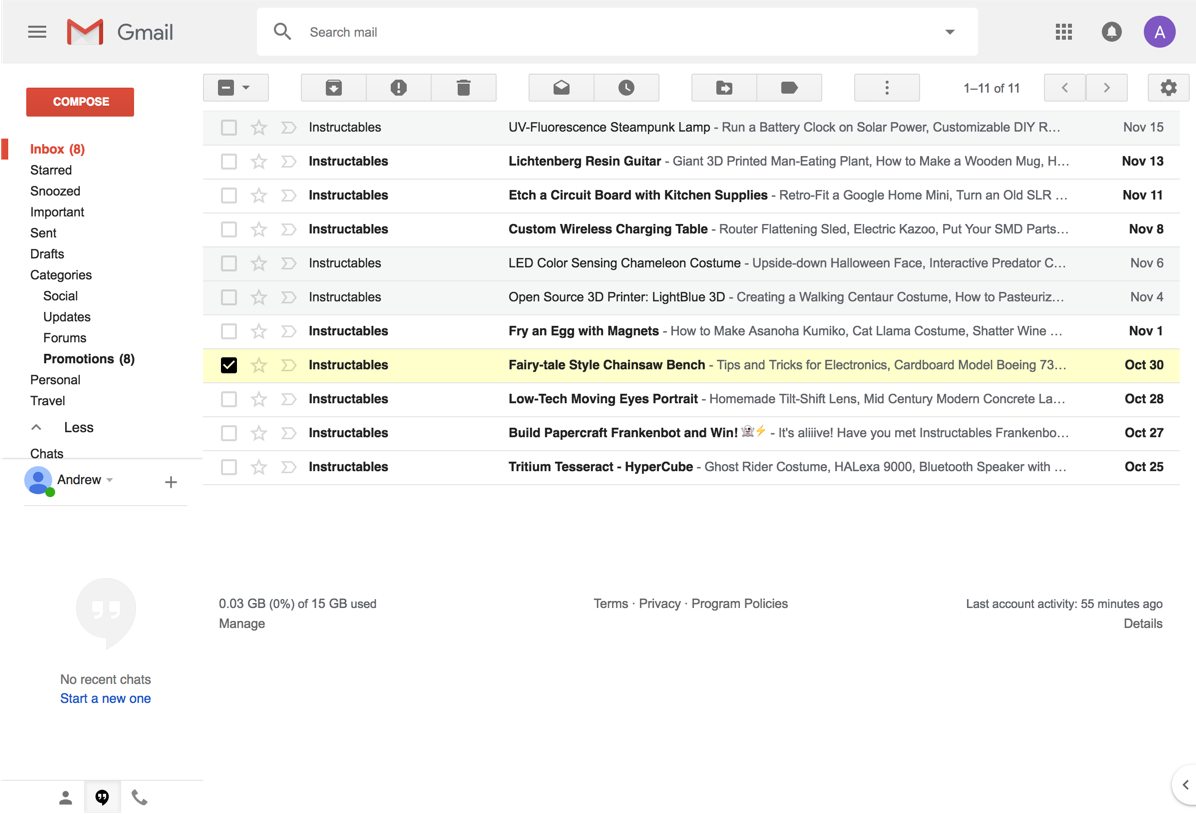 Gmail
Search mail
A
COMPOSE
1–11 of 11
Inbox (8)
Starred
Snoozed
Important
Sent
Drafts
Categories
Social
Updates
Forums
Promotions (8)
Personal
Travel
Less
Chats
Andrew
Instructables UV-Fluorescence Steampunk Lamp - Run a Battery Clock on Solar Power, Customizable DIY R… Nov 15
Instructables Lichtenberg Resin Guitar - Giant 3D Printed Man-Eating Plant, How to Make a Wooden Mug, H… Nov 13
Instructables Etch a Circuit Board with Kitchen Supplies - Retro-Fit a Google Home Mini, Turn an Old SLR … Nov 11
Instructables Custom Wireless Charging Table - Router Flattening Sled, Electric Kazoo, Put Your SMD Parts… Nov 8
Instructables LED Color Sensing Chameleon Costume - Upside-down Halloween Face, Interactive Predator C… Nov 6
Instructables Open Source 3D Printer: LightBlue 3D - Creating a Walking Centaur Costume, How to Pasteuriz… Nov 4
Instructables Fry an Egg with Magnets - How to Make Asanoha Kumiko, Cat Llama Costume, Shatter Wine … Nov 1
Instructables Fairy-tale Style Chainsaw Bench - Tips and Tricks for Electronics, Cardboard Model Boeing 73… Oct 30
Instructables Low-Tech Moving Eyes Portrait - Homemade Tilt-Shift Lens, Mid Century Modern Concrete La… Oct 28
Instructables Build Papercraft Frankenbot and Win! 👾⚡ - It's aliiive! Have you met Instructables Frankenbo… Oct 27
Instructables Tritium Tesseract - HyperCube - Ghost Rider Costume, HALexa 9000, Bluetooth Speaker with … Oct 25
0.03 GB (0%) of 15 GB used
Manage
Terms · Privacy · Program Policies
Last account activity: 55 minutes ago
Details
No recent chats
Start a new one